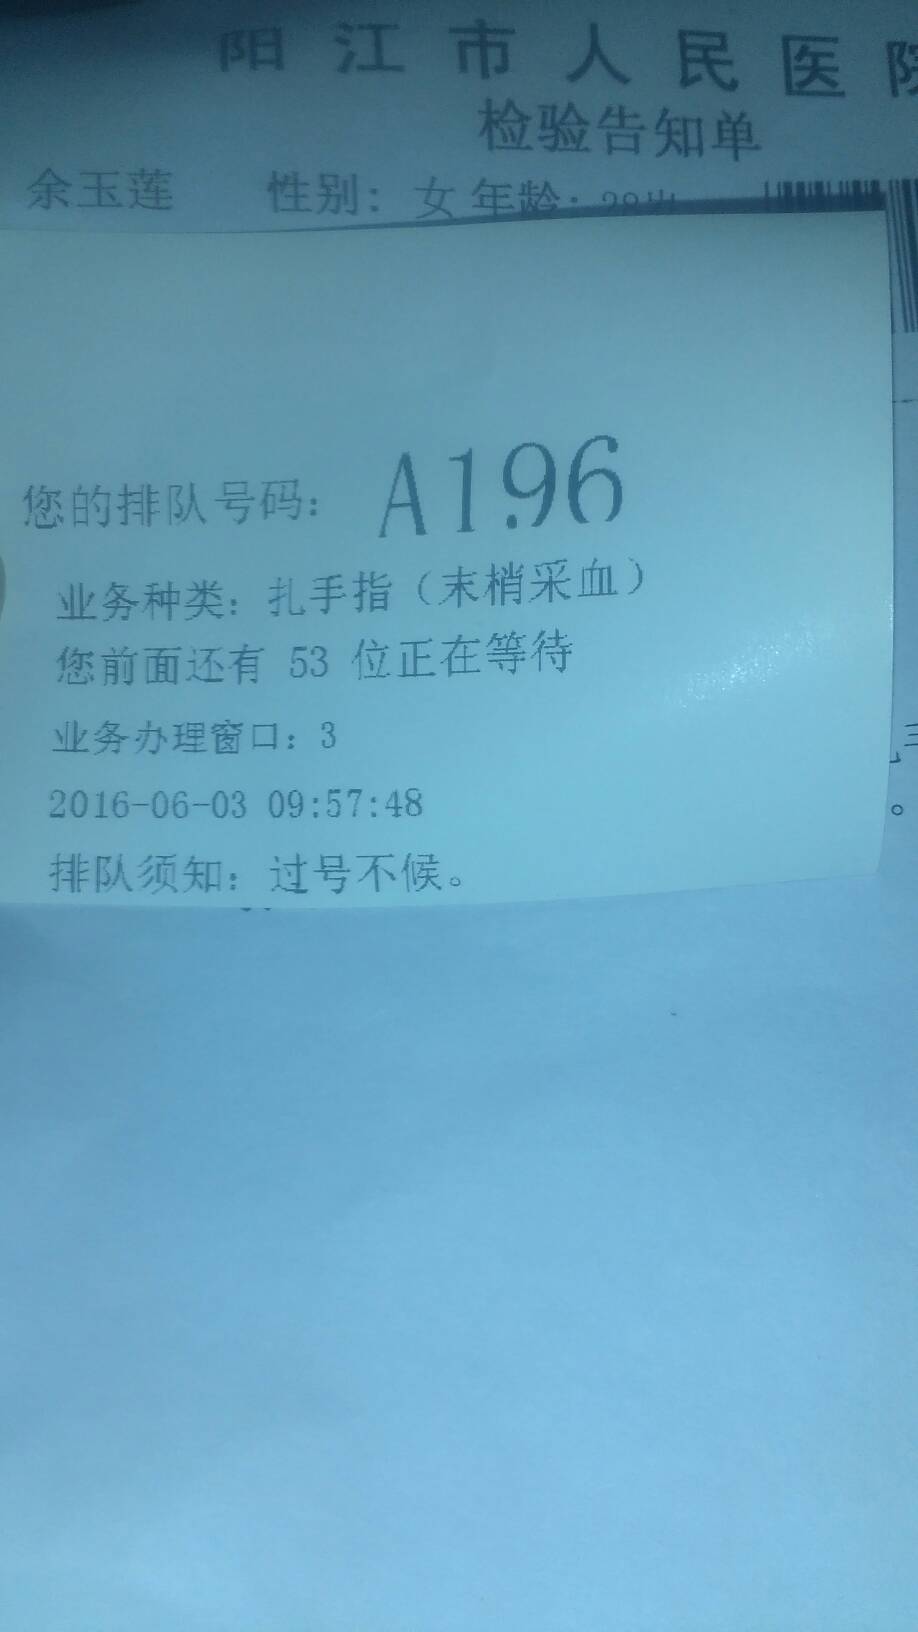 阳江市人民医院
检验告知单
余玉莲 性别: 女 年龄:
您的排队号码: A196
业务种类: 扎手指 (末梢采血)
您前面还有 53 位正在等待
业务办理窗口: 3
2016-06-03 09:57:48
排队须知: 过号不候。